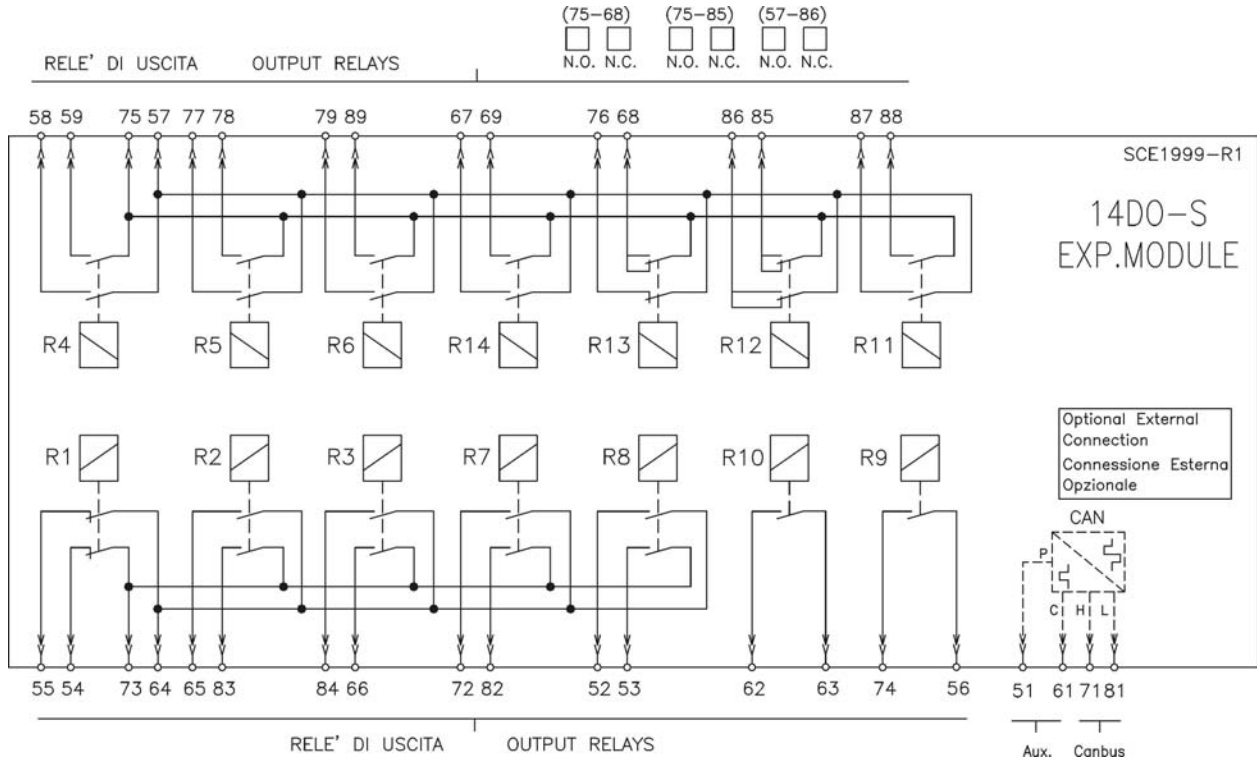 (75-68) (75-85) (57-86)
N.O. N.C. N.O. N.C. N.O. N.C.
RELE' DI USCITA OUTPUT RELAYS
58 59 75 57 77 78 79 89 67 69 76 68 86 85 87 88
SCE1999-R1
14DO-S
EXP.MODULE
R4 R5 R6 R14 R13 R12 R11
R1 R2 R3 R7 R8 R10 R9
Optional External
Connection
Connessione Esterna
Opzionale
CAN
P
C H L
55 54 73 64 65 83 84 66 72 82 52 53 62 63 74 56 51 61 71 81
RELE' DI USCITA OUTPUT RELAYS
Aux. Canbus